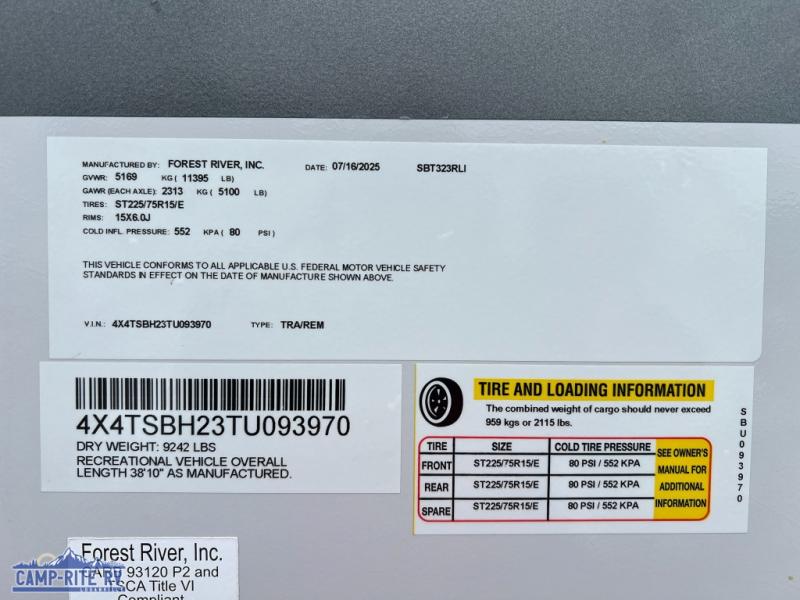 MANUFACTURED BY: FOREST RIVER, INC. DATE: 07/16/2025 SBT323RLI
GVWR: 5169 KG ( 11395 LB)
GAWR (EACH AXLE): 2313 KG ( 5100 LB)
TIRES: ST225/75R15/E
RIMS: 15X6.0J
COLD INFL. PRESSURE: 552 KPA ( 80 PSI )
THIS VEHICLE CONFORMS TO ALL APPLICABLE U.S. FEDERAL MOTOR VEHICLE SAFETY
STANDARDS IN EFFECT ON THE DATE OF MANUFACTURE SHOWN ABOVE.
V.I.N.: 4X4TSBH23TU093970 TYPE: TRA/REM
4X4TSBH23TU093970
DRY WEIGHT: 9242 LBS
RECREATIONAL VEHICLE OVERALL
LENGTH 38'10" AS MANUFACTURED.
TIRE AND LOADING INFORMATION
The combined weight of cargo should never exceed
959 kgs or 2115 lbs.
TIRE SIZE COLD TIRE PRESSURE
FRONT ST225/75R15/E 80 PSI / 552 KPA
REAR ST225/75R15/E 80 PSI / 552 KPA
SPARE ST225/75R15/E 80 PSI / 552 KPA
SEE OWNER'S
MANUAL FOR
ADDITIONAL
INFORMATION
SBU093970
Forest River, Inc.
93120 P2 and
TSCA Title VI
Compliant
CAMP-RITE RV